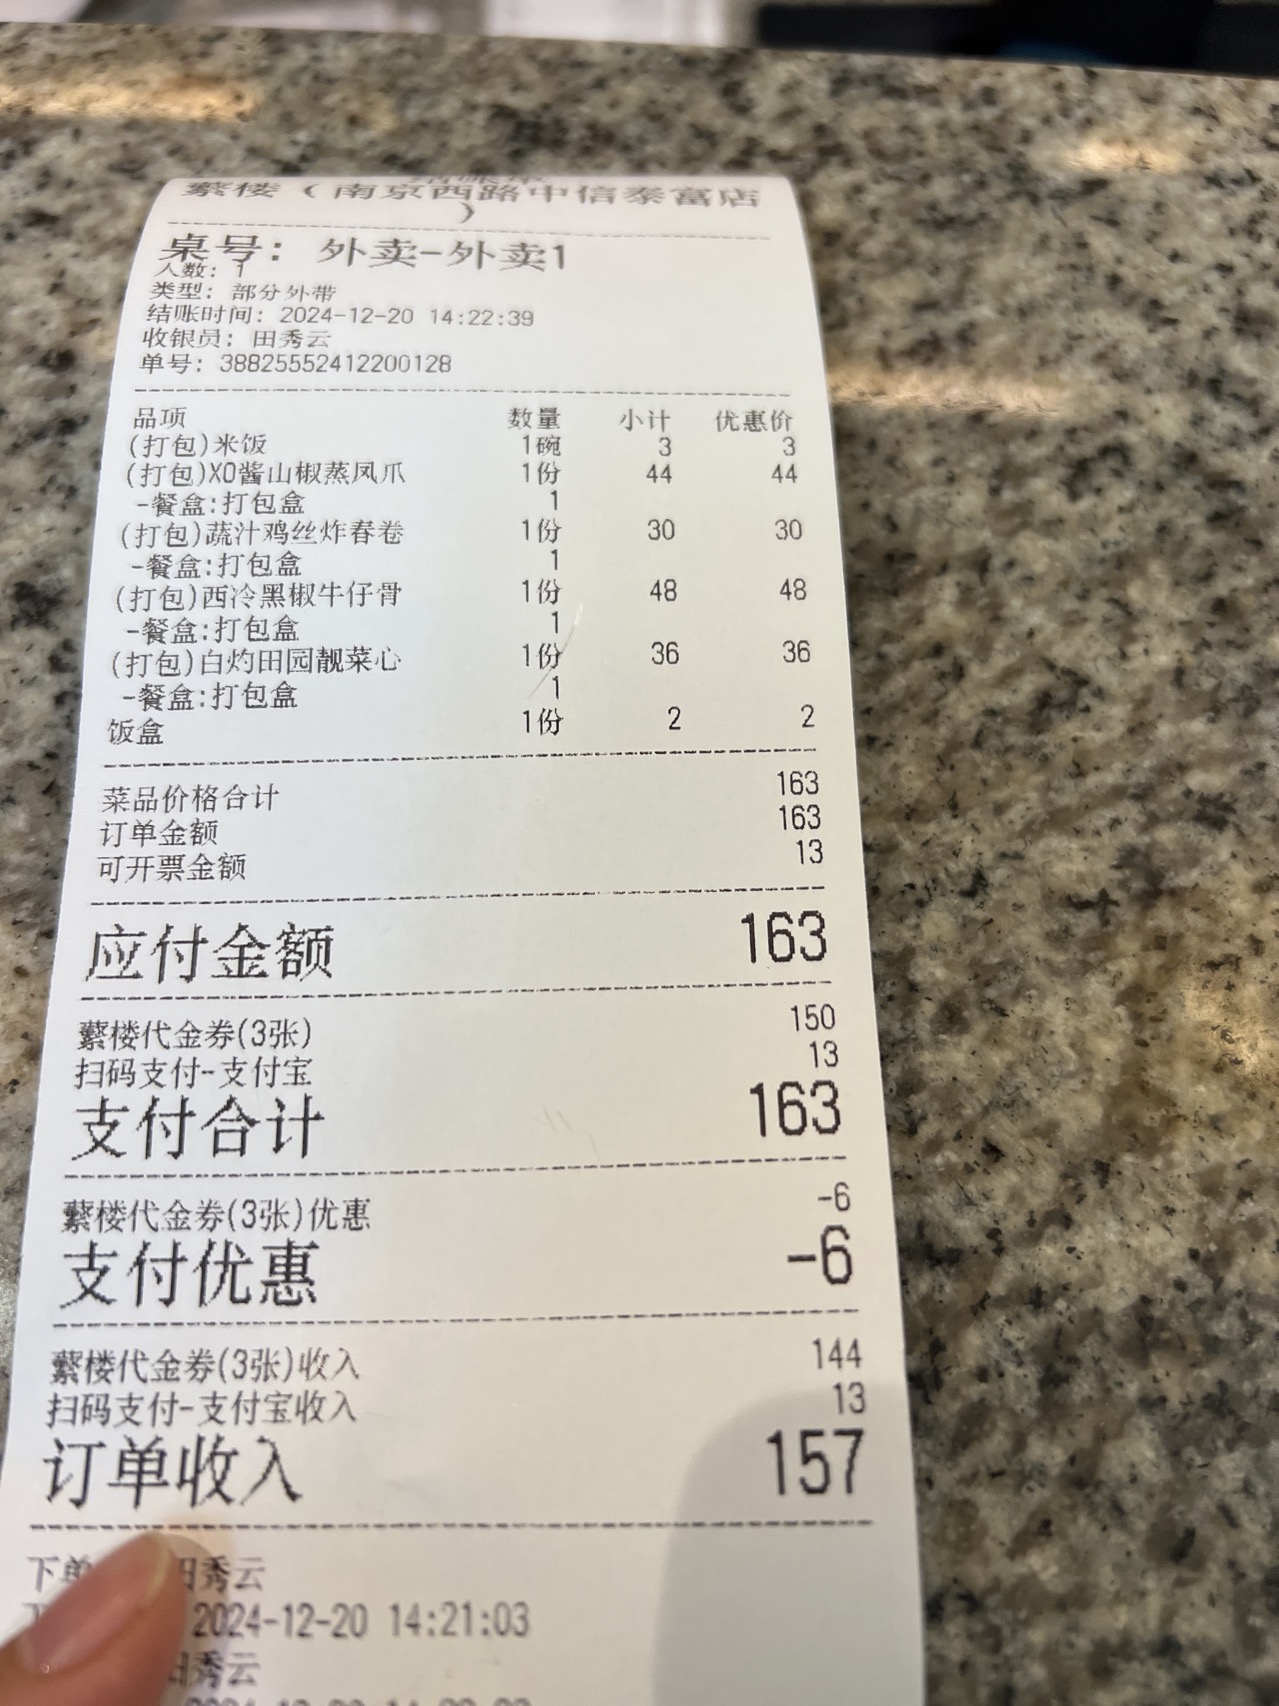 蔡楼（南京西路中信泰富店
）
桌号: 外卖-外卖1
人数: 1
类型: 部分外带
结账时间: 2024-12-20 14:22:39
收银员: 田秀云
单号: 38825552412200128
品项 数量 小计 优惠价
(打包)米饭 1碗 3 3
(打包)XO酱山椒蒸凤爪 1份 44 44
-餐盒:打包盒 1
(打包)蔬汁鸡丝炸春卷 1份 30 30
-餐盒:打包盒 1
(打包)西冷黑椒牛仔骨 1份 48 48
-餐盒:打包盒 1
(打包)白灼田园靓菜心 1份 36 36
-餐盒:打包盒 1
饭盒 1份 2 2
菜品价格合计 163
订单金额 163
可开票金额 13
应付金额 163
蘩楼代金券(3张) 150
扫码支付-支付宝 13
支付合计 163
蘩楼代金券(3张)优惠 -6
支付优惠 -6
蘩楼代金券(3张)收入 144
扫码支付-支付宝收入 13
订单收入 157
下单 田秀云
2024-12-20 14:21:03
田秀云